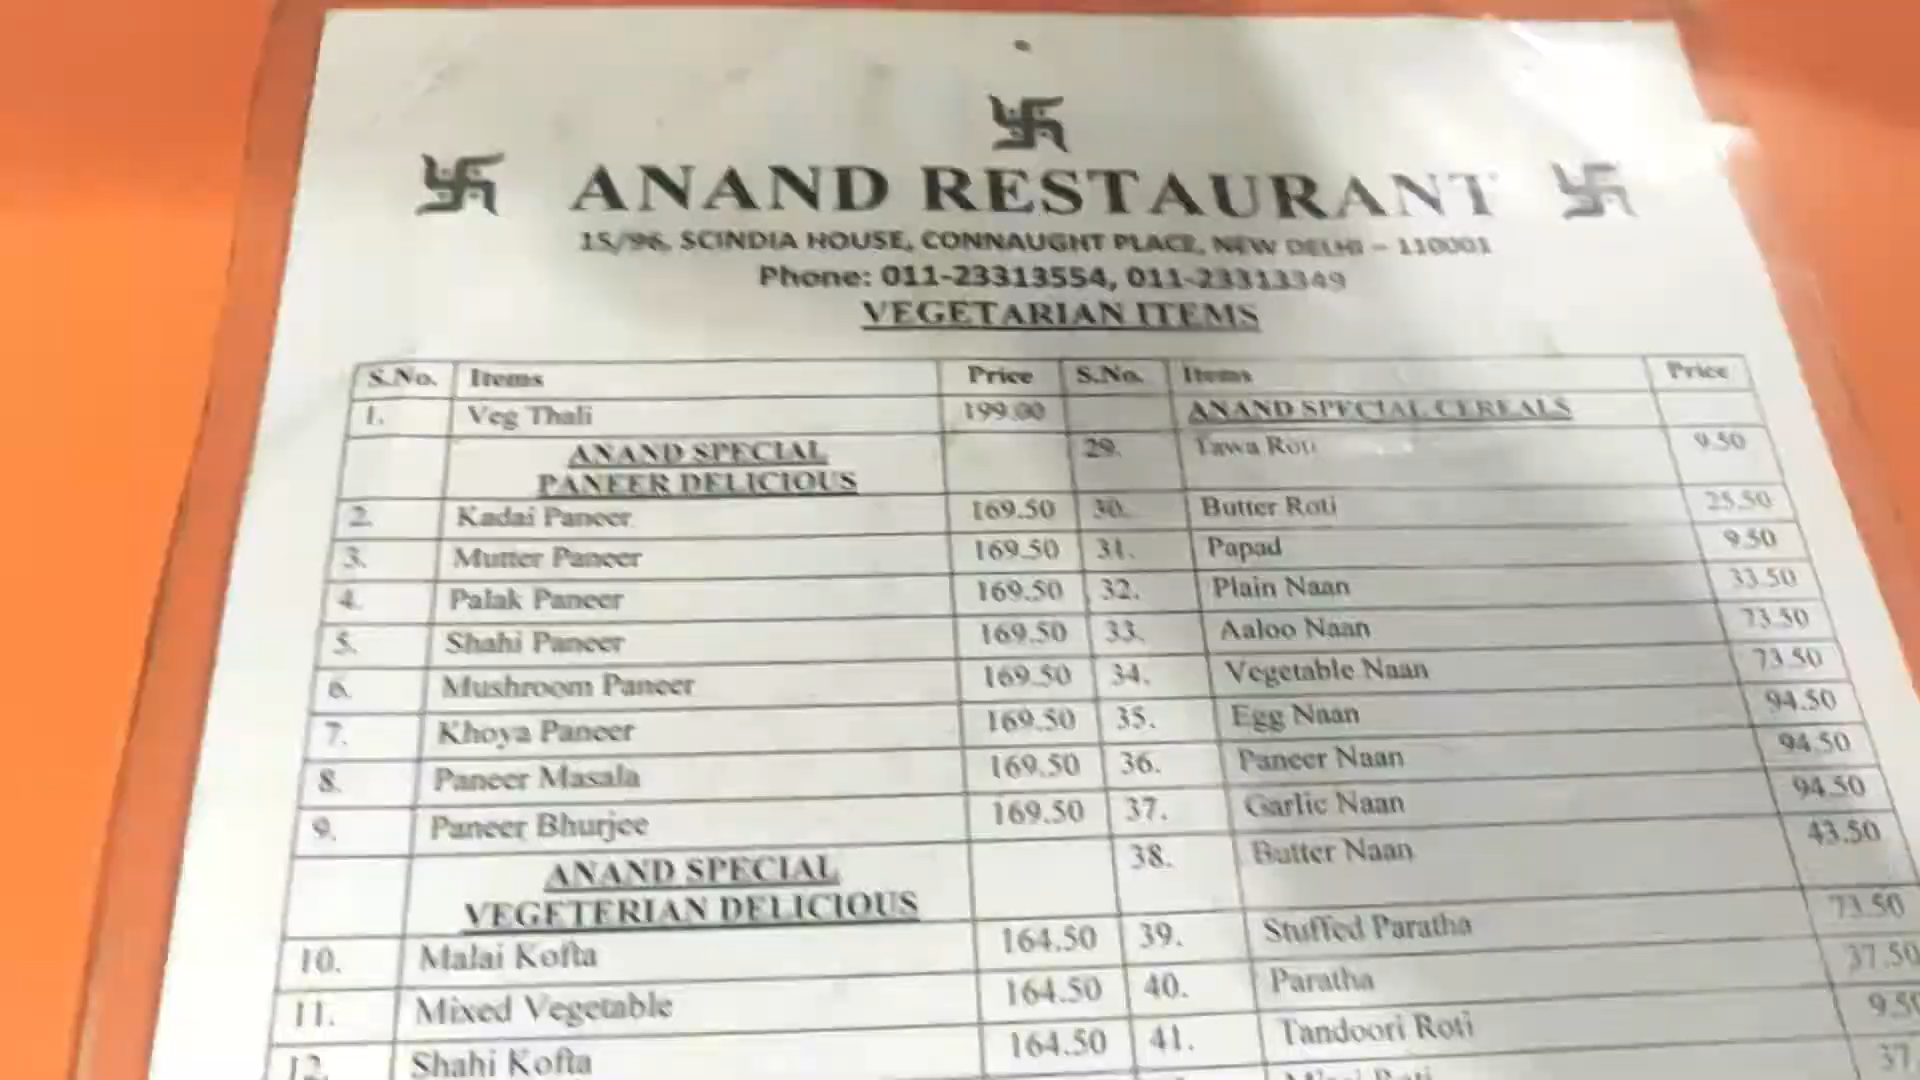 ANAND RESTAURANT
15/96, SCINDIA HOUSE, CONNAUGHT PLACE, NEW DELHI – 110001
Phone: 011-23313554, 011-23313349
VEGETARIAN ITEMS
S.No. Items Price S.No. Items Price
1. Veg Thali 199.00 ANAND SPECIAL CEREALS
ANAND SPECIAL
PANEER DELICIOUS
29. Tawa Roti 9.50
2. Kadai Paneer 169.50 30. Butter Roti 25.50
3. Mutter Paneer 169.50 31. Papad 9.50
4. Palak Paneer 169.50 32. Plain Naan 33.50
5. Shahi Paneer 169.50 33. Aaloo Naan 73.50
6. Mushroom Paneer 169.50 34. Vegetable Naan 73.50
7. Khoya Paneer 169.50 35. Egg Naan 94.50
8. Paneer Masala 169.50 36. Paneer Naan 94.50
9. Paneer Bhurjee 169.50 37. Garlic Naan 94.50
ANAND SPECIAL
VEGETERIAN DELICIOUS
38. Butter Naan 43.50
10. Malai Kofta 164.50 39. Stuffed Paratha 73.50
11. Mixed Vegetable 164.50 40. Paratha 37.50
12. Shahi Kofta 164.50 41. Tandoori Roti 9.50